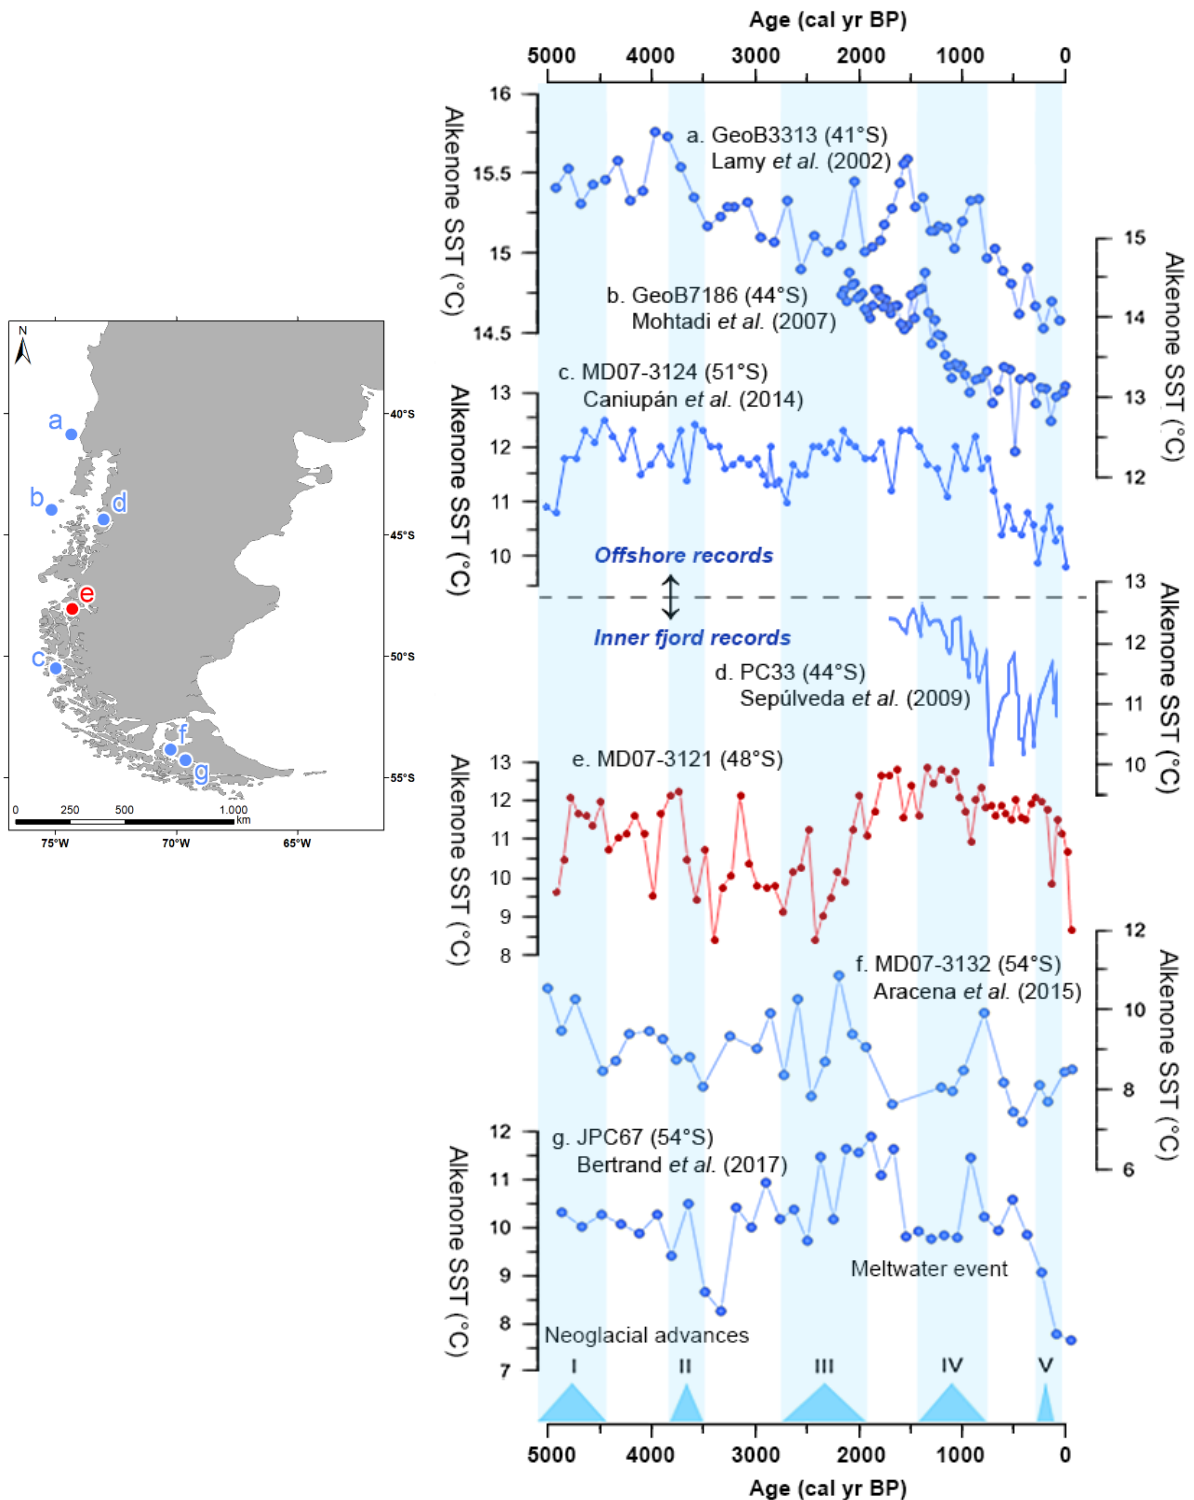 Age (cal yr BP)
5000 4000 3000 2000 1000 0
16
15.5
15
14.5
Alkenone SST (°C)
a. GeoB3313 (41°S)
Lamy et al. (2002)
15
14
13
12
Alkenone SST (°C)
b. GeoB7186 (44°S)
Mohtadi et al. (2007)
c. MD07-3124 (51°S)
Caniupán et al. (2014)
13
12
11
10
Alkenone SST (°C)
Offshore records
Inner fjord records
13
12
11
10
Alkenone SST (°C)
d. PC33 (44°S)
Sepúlveda et al. (2009)
e. MD07-3121 (48°S)
13
12
11
10
9
8
Alkenone SST (°C)
12
10
8
6
Alkenone SST (°C)
f. MD07-3132 (54°S)
Aracena et al. (2015)
12
11
10
9
8
7
Alkenone SST (°C)
g. JPC67 (54°S)
Bertrand et al. (2017)
Meltwater event
Neoglacial advances
I II III IV V
5000 4000 3000 2000 1000 0
Age (cal yr BP)
N
a
b
d
e
c
f
g
40°S
45°S
50°S
55°S
0 250 500 1.000
km
75°W 70°W 65°W